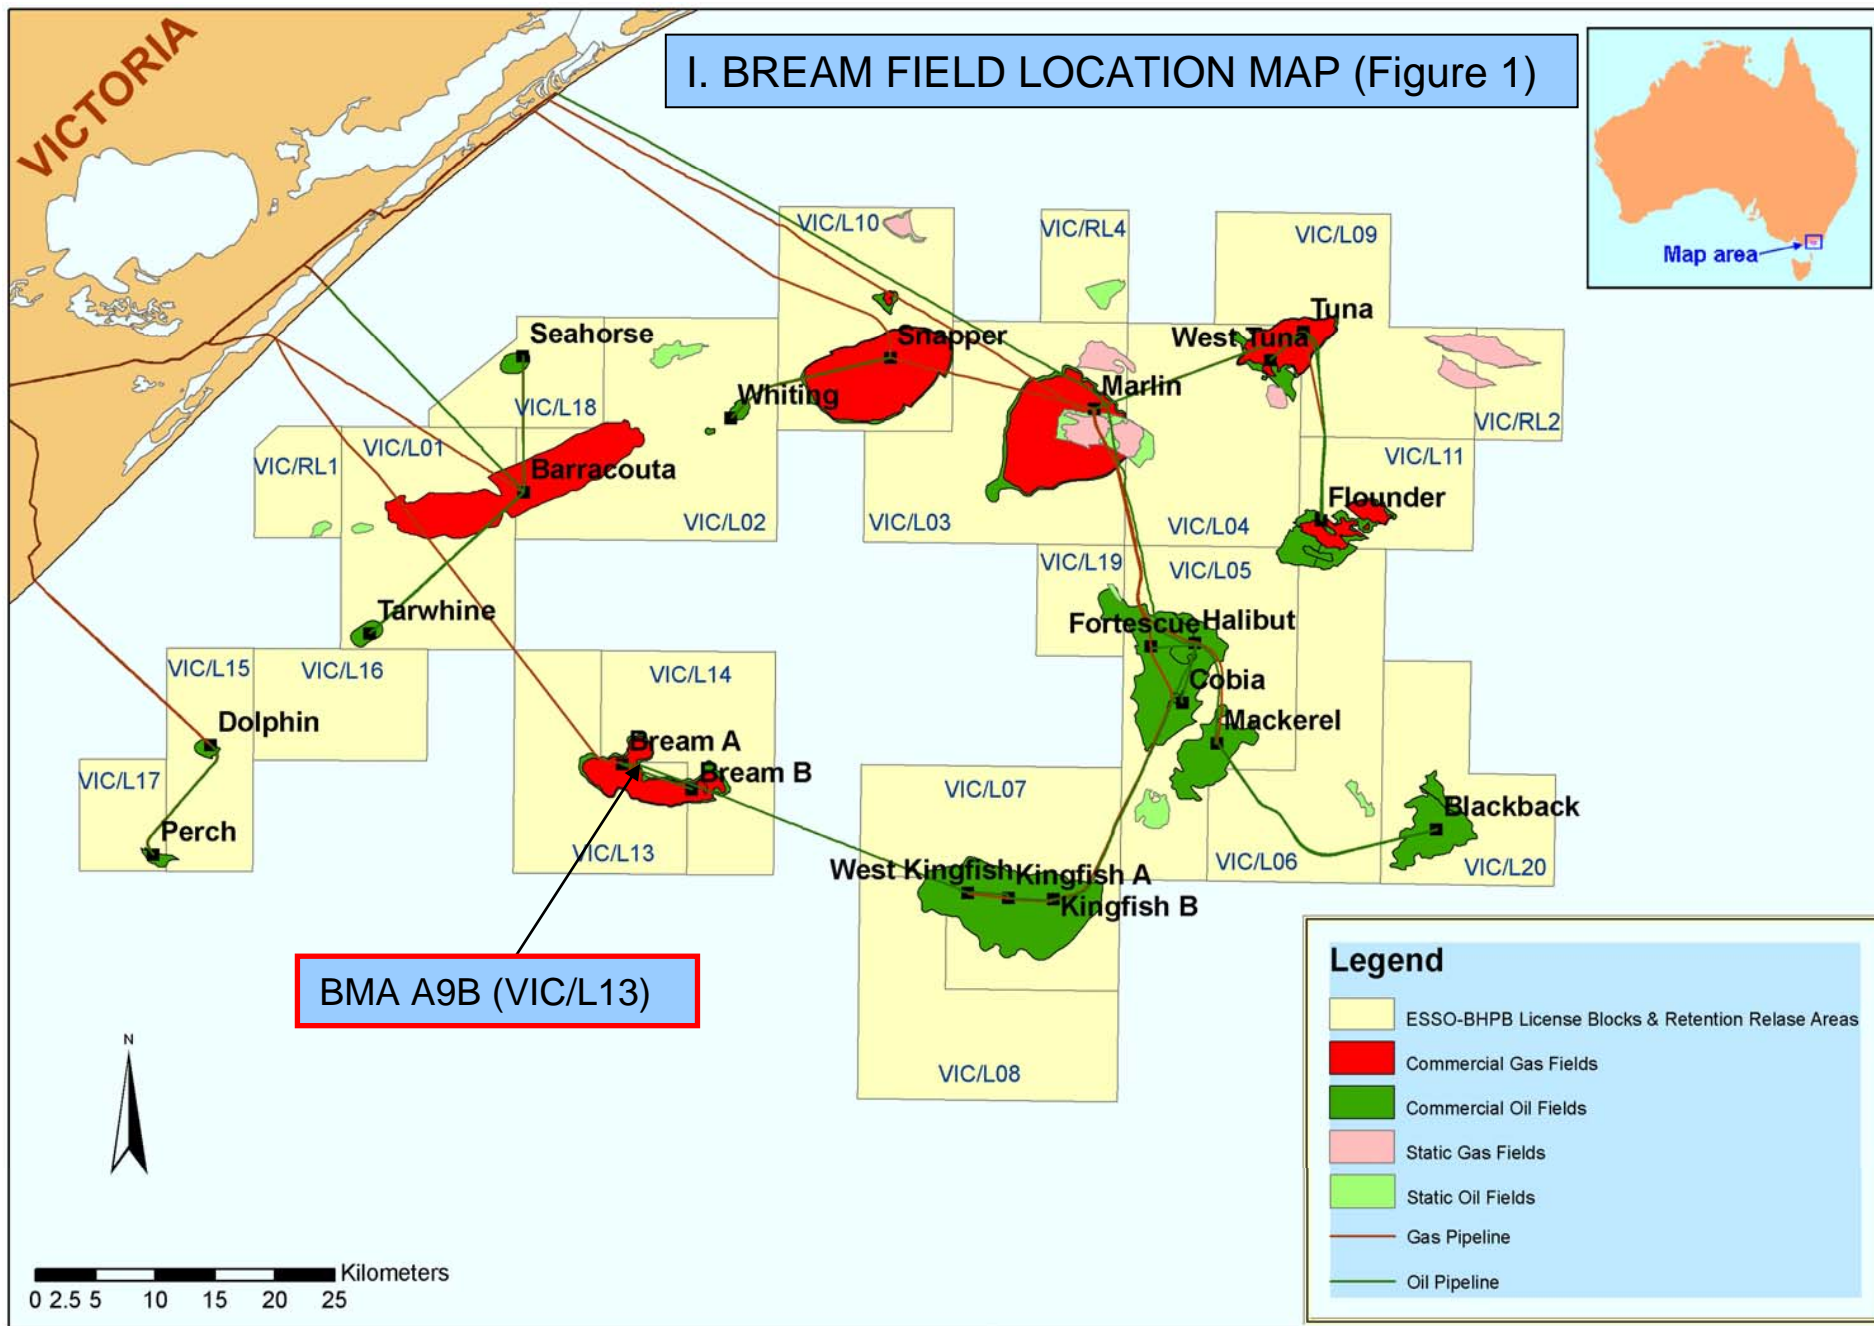 VICTORIA
I. BREAM FIELD LOCATION MAP (Figure 1)
Map area
VIC/L10
VIC/RL4
VIC/L09
Tuna
Seahorse
Snapper
West Tuna
Marlin
Whiting
VIC/L18
VIC/RL2
VIC/L01
VIC/RL1
Barracouta
VIC/L11
Flounder
VIC/L02
VIC/L03
VIC/L04
VIC/L19
VIC/L05
Tarwhine
Fortescue
Halibut
VIC/L15
VIC/L16
VIC/L14
Cobia
Dolphin
Mackerel
Bream A
Bream B
VIC/L17
VIC/L07
Blackback
Perch
VIC/L13
VIC/L06
VIC/L20
West Kingfish
Kingfish A
Kingfish B
BMA A9B (VIC/L13)
VIC/L08
N
Legend
ESSO-BHPB License Blocks & Retention Relase Areas
Commercial Gas Fields
Commercial Oil Fields
Static Gas Fields
Static Oil Fields
Gas Pipeline
Oil Pipeline
Kilometers
0 2.5 5 10 15 20 25